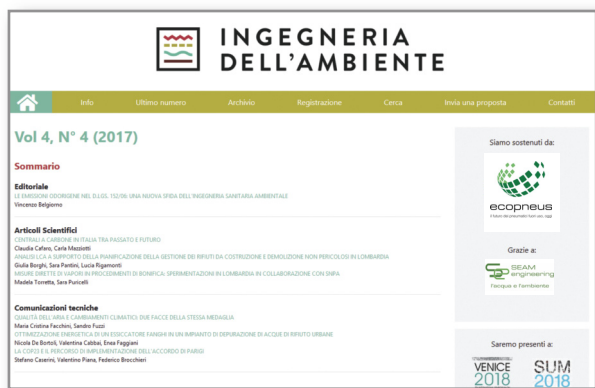 INGEGNERIA
DELL'AMBIENTE
Info
Ultimo numero
Archivio
Registrazione
Cerca
Invia una proposta
Contatti
Vol 4, N° 4 (2017)
Sommario
Editoriale
LE EMISSIONI ODORIGENE NEL D.LGS. 152/06: UNA NUOVA SFIDA DELL'INGEGNERIA SANITARIA AMBIENTALE
Vincenzo Belgiorno
Articoli Scientifici
CENTRALI A CARBONE IN ITALIA TRA PASSATO E FUTURO
Claudia Cafaro, Carla Mazziotti
ANALISI LCA A SUPPORTO DELLA PIANIFICAZIONE DELLA GESTIONE DEI RIFIUTI DA COSTRUZIONE E DEMOLIZIONE NON PERICOLOSI IN LOMBARDIA
Giulia Borghi, Sara Pantini, Lucia Rigamonti
MISURE DIRETTE DI VAPORI IN PROCEDIMENTI DI BONIFICA: SPERIMENTAZIONI IN LOMBARDIA IN COLLABORAZIONE CON SNPA
Madela Torretta, Sara Puricelli
Comunicazioni tecniche
QUALITÀ DELL'ARIA E CAMBIAMENTI CLIMATICI: DUE FACCE DELLA STESSA MEDAGLIA
Maria Cristina Facchini, Sandro Fuzzi
OTTIMIZZAZIONE ENERGETICA DI UN ESSICCATORE FANGHI IN UN IMPIANTO DI DEPURAZIONE DI ACQUE DI RIFIUTI URBANE
Nicola De Bortoli, Valentina Cabbai, Enea Faggiani
LA COP23 E IL PERCORSO DI IMPLEMENTAZIONE DELL'ACCORDO DI PARIGI
Stefano Caserini, Valentino Piana, Federico Brocchieri
Siamo sostenuti da:
ecopneus
il futuro dei pneumatici fuori uso, oggi
Grazie a:
SEAM
engineering
l'acqua e l'ambiente
Saremo presenti a:
VENICE
2018
SUM
2018